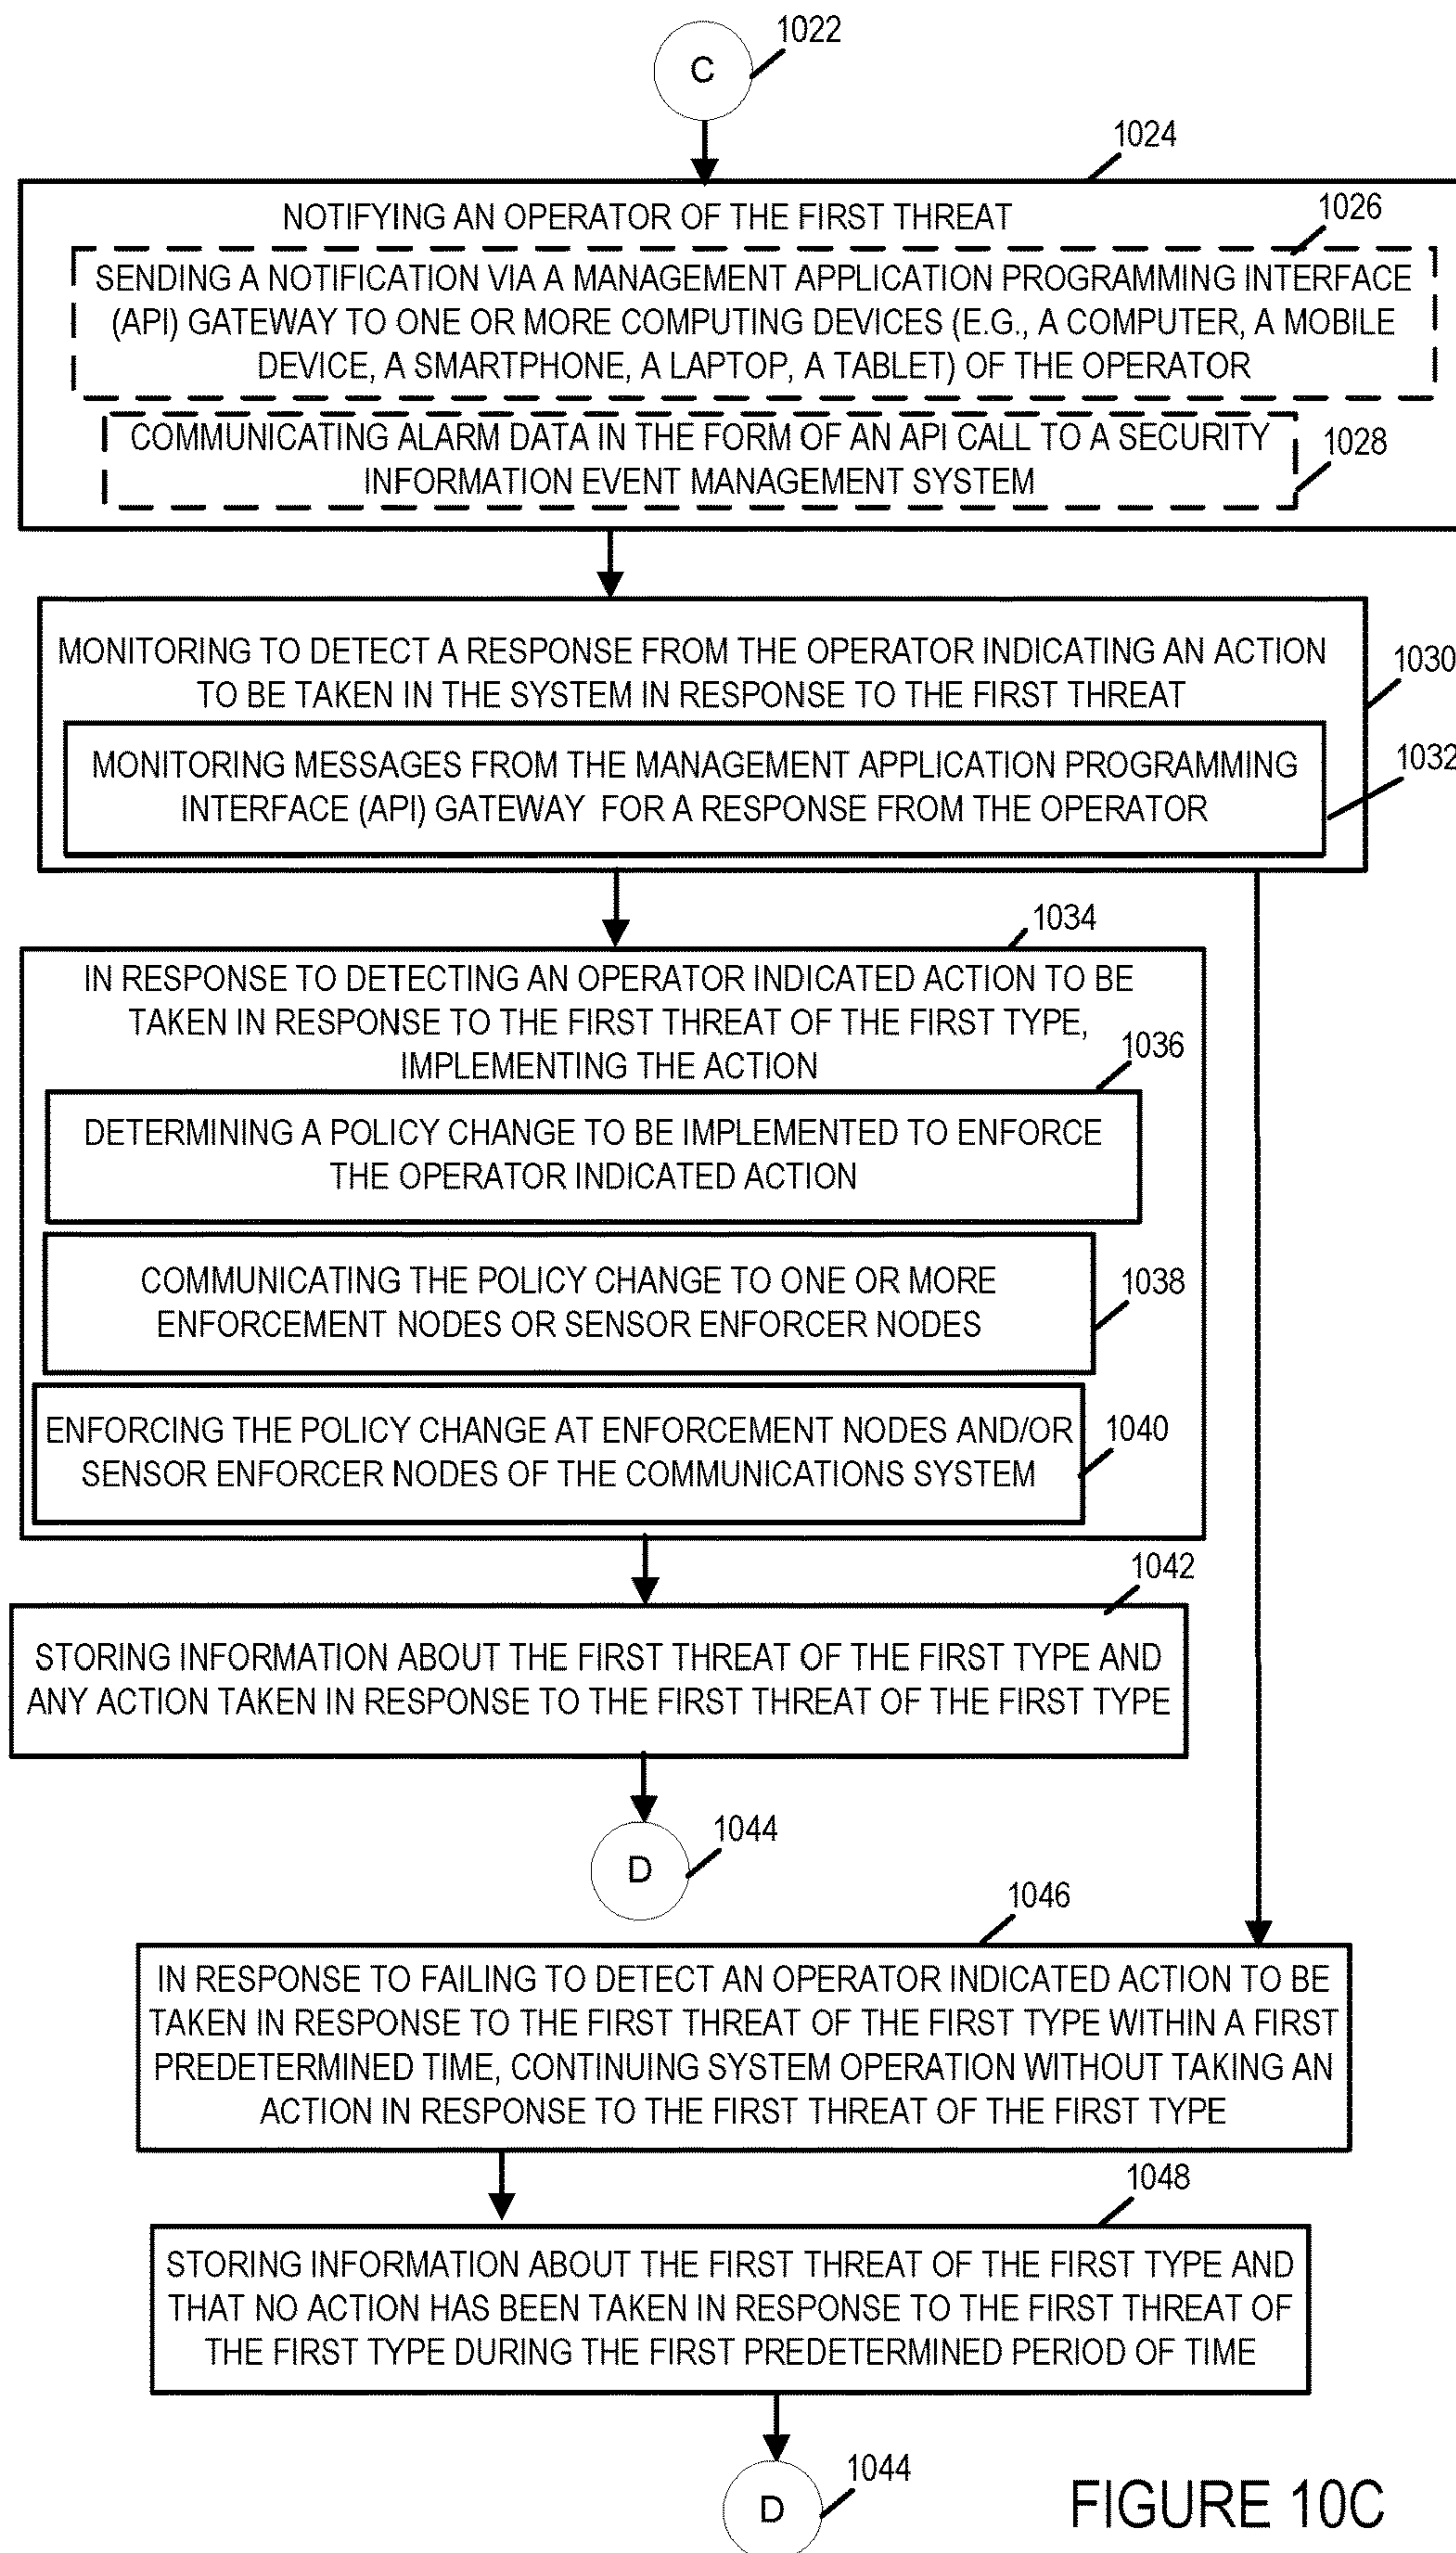 1022
C
1024
NOTIFYING AN OPERATOR OF THE FIRST THREAT
1026
SENDING A NOTIFICATION VIA A MANAGEMENT APPLICATION PROGRAMMING INTERFACE
(API) GATEWAY TO ONE OR MORE COMPUTING DEVICES (E.G., A COMPUTER, A MOBILE
DEVICE, A SMARTPHONE, A LAPTOP, A TABLET) OF THE OPERATOR
COMMUNICATING ALARM DATA IN THE FORM OF AN API CALL TO A SECURITY
INFORMATION EVENT MANAGEMENT SYSTEM
1028
MONITORING TO DETECT A RESPONSE FROM THE OPERATOR INDICATING AN ACTION
TO BE TAKEN IN THE SYSTEM IN RESPONSE TO THE FIRST THREAT
1030
MONITORING MESSAGES FROM THE MANAGEMENT APPLICATION PROGRAMMING
INTERFACE (API) GATEWAY FOR A RESPONSE FROM THE OPERATOR
1032
1034
IN RESPONSE TO DETECTING AN OPERATOR INDICATED ACTION TO BE
TAKEN IN RESPONSE TO THE FIRST THREAT OF THE FIRST TYPE,
IMPLEMENTING THE ACTION
1036
DETERMINING A POLICY CHANGE TO BE IMPLEMENTED TO ENFORCE
THE OPERATOR INDICATED ACTION
COMMUNICATING THE POLICY CHANGE TO ONE OR MORE
ENFORCEMENT NODES OR SENSOR ENFORCER NODES
1038
ENFORCING THE POLICY CHANGE AT ENFORCEMENT NODES AND/OR
SENSOR ENFORCER NODES OF THE COMMUNICATIONS SYSTEM
1040
1042
STORING INFORMATION ABOUT THE FIRST THREAT OF THE FIRST TYPE AND
ANY ACTION TAKEN IN RESPONSE TO THE FIRST THREAT OF THE FIRST TYPE
1044
D
1046
IN RESPONSE TO FAILING TO DETECT AN OPERATOR INDICATED ACTION TO BE
TAKEN IN RESPONSE TO THE FIRST THREAT OF THE FIRST TYPE WITHIN A FIRST
PREDETERMINED TIME, CONTINUING SYSTEM OPERATION WITHOUT TAKING AN
ACTION IN RESPONSE TO THE FIRST THREAT OF THE FIRST TYPE
1048
STORING INFORMATION ABOUT THE FIRST THREAT OF THE FIRST TYPE AND
THAT NO ACTION HAS BEEN TAKEN IN RESPONSE TO THE FIRST THREAT OF
THE FIRST TYPE DURING THE FIRST PREDETERMINED PERIOD OF TIME
1044
D
FIGURE 10C